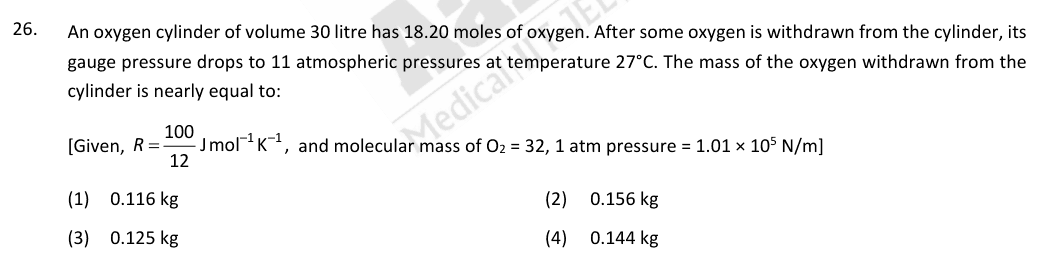 26. An oxygen cylinder of volume 30 litre has 18.20 moles of oxygen. After some oxygen is withdrawn from the cylinder, its
gauge pressure drops to 11 atmospheric pressures at temperature 27°C. The mass of the oxygen withdrawn from the
cylinder is nearly equal to:
[Given, R = 100/12 J mol⁻¹ K⁻¹, and molecular mass of O₂ = 32, 1 atm pressure = 1.01 × 10⁵ N/m]
(1) 0.116 kg (2) 0.156 kg
(3) 0.125 kg (4) 0.144 kg